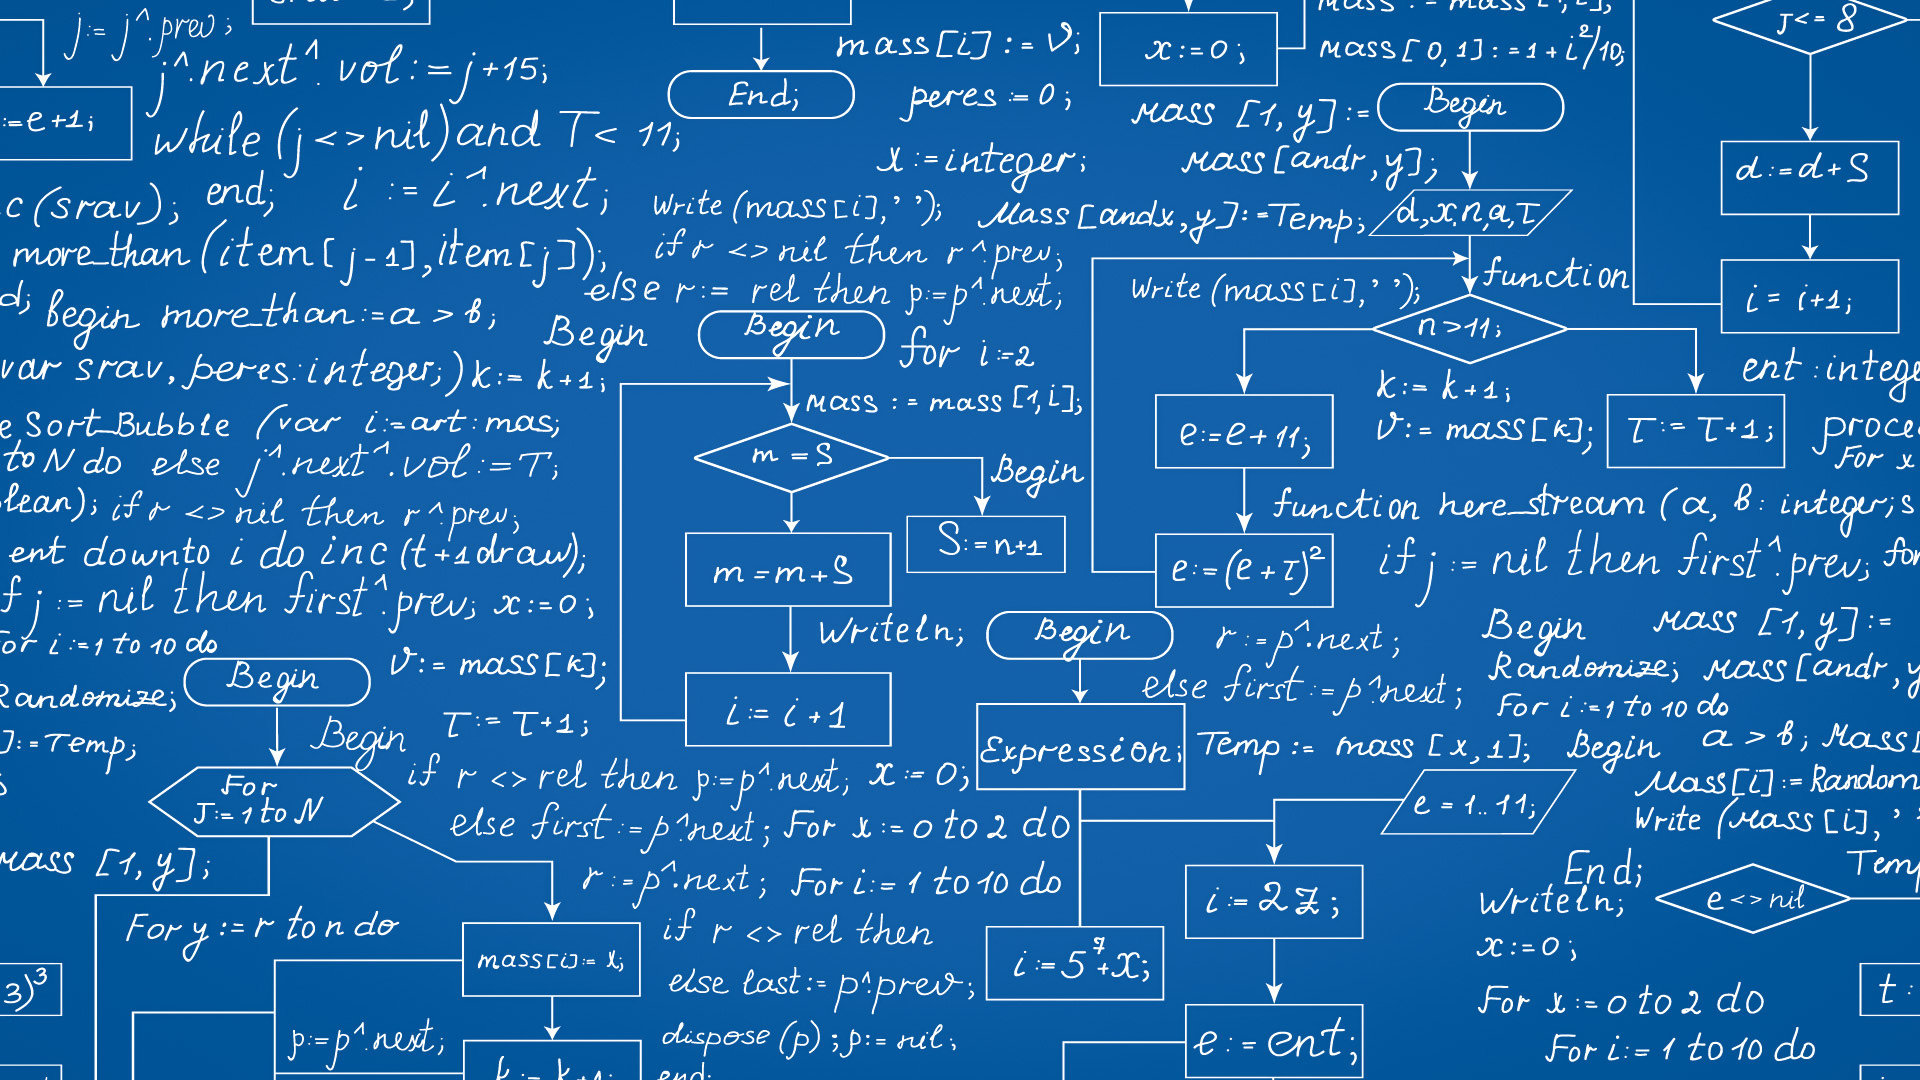 j:= j^.prev;
j^.next^.vol:=j+15;
:=e+1;
while (j <> nil) and T < 11;
end; i := i^.next;
c (srav);
more_than (item[j-1],item[j]);
d; begin more_than:=a > b;
var srav, peres:integer;) k:= k+1;
e Sort_Bubble (var i:=art:mas;
to N do else j^.next^.vol:=T;
lean); if r <> nil then r^.prev;
ent downto i do inc (t+1draw);
f j := nil then first^.prev; x:=0;
For i:=1 to 10 do
Begin
v:= mass[k];
Randomize;
T:= T+1;
Begin
]:=Temp;
For
J:=1 to N
if r <> rel then p:=p^.next; x:= 0;
else first:=p^.next; For x:= 0 to 2 do
mass [1,y];
r:=p^.next; For i:= 1 to 10 do
For y:= r to n do
mass[i]:= x;
if r <> rel then
else last:= p^.prev;
3)^3
p:=p^.next;
dispose (p); p:= nil;
k:= k+1;
end;
End;
mass[i]:= v;
peres:= 0;
x:= integer;
Write (mass[i],' ');
if r <> nil then r^.prev;
else r:= rel then p:=p^.next;
Begin
Begin
for i:=2
mass:= mass [1,i];
m = S
Begin
S:= n+1
m = m+S
Writeln;
i:= i+1
x:=0;
mass [0,1]:=1+i^2/10;
mass [1,y]:=
Begin
mass [andr,y];
Mass [andx,y]:=Temp;
d,x,n,a,T
Write (mass[i],' ');
function
n>11;
e:=e+11;
k:= k+1;
v:= mass[k];
T:= T+1;
e:=(e+T)^2
function here_stream (a, b: integer;s
if j:= nil then first^.prev; for
J<= 8
d:=d+S
i= i+1;
ent:intege
proce
For x
Begin
r:=p^.next;
else first:=p^.next;
Expression;
Temp:= mass [x,1];
e = 1..11;
i:= 2Z;
i:= 5^7+X;
e:= ent;
Begin mass [1,y]:=
Randomize; mass [andr,y
For i:=1 to 10 do
Begin a > b; Mass[
Mass[i]:= Random
Write (mass[i],'
End;
Temp
Writeln;
e <> nil
x:=0;
For x:= 0 to 2 do
t:
For i:= 1 to 10 do